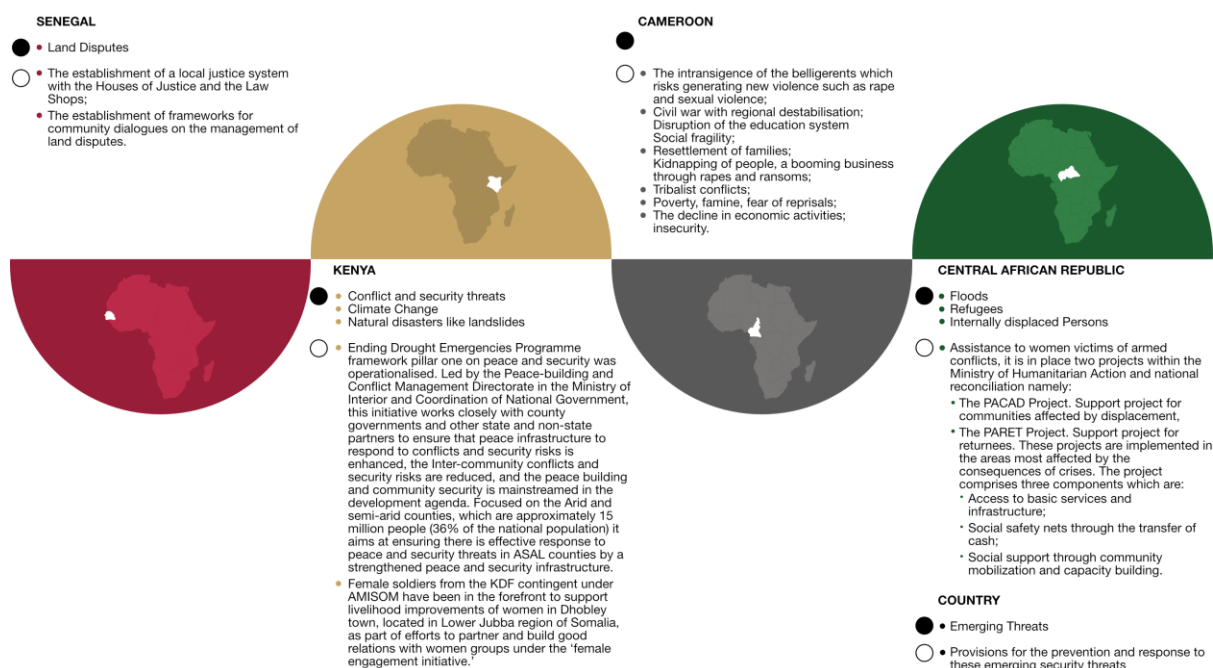 SENEGAL
• Land Disputes
• The establishment of a local justice system
with the Houses of Justice and the Law
Shops;
• The establishment of frameworks for
community dialogues on the management of
land disputes.
KENYA
• Conflict and security threats
• Climate Change
• Natural disasters like landslides
• Ending Drought Emergencies Programme
framework pillar one on peace and security was
operationalised. Led by the Peace-building and
Conflict Management Directorate in the Ministry of
Interior and Coordination of National Government,
this initiative works closely with county
governments and other state and non-state
partners to ensure that peace infrastructure to
respond to conflicts and security risks is
enhanced, the Inter-community conflicts and
security risks are reduced, and the peace building
and community security is mainstreamed in the
development agenda. Focused on the Arid and
semi-arid counties, which are approximately 15
million people (36% of the national population) it
aims at ensuring there is effective response to
peace and security threats in ASAL counties by a
strengthened peace and security infrastructure.
• Female soldiers from the KDF contingent under
AMISOM have been in the forefront to support
livelihood improvements of women in Dhobley
town, located in Lower Jubba region of Somalia,
as part of efforts to partner and build good
relations with women groups under the ‘female
engagement initiative.’
CAMEROON
• The intransigence of the belligerents which
risks generating new violence such as rape
and sexual violence;
• Civil war with regional destabilisation;
Disruption of the education system
Social fragility;
• Resettlement of families;
Kidnapping of people, a booming business
through rapes and ransoms;
• Tribalist conflicts;
• Poverty, famine, fear of reprisals;
• The decline in economic activities;
insecurity.
CENTRAL AFRICAN REPUBLIC
• Floods
• Refugees
• Internally displaced Persons
• Assistance to women victims of armed
conflicts, it is in place two projects within the
Ministry of Humanitarian Action and national
reconciliation namely:
• The PACAD Project. Support project for
communities affected by displacement,
• The PARET Project. Support project for
returnees. These projects are implemented in
the areas most affected by the
consequences of crises. The project
comprises three components which are:
• Access to basic services and
infrastructure;
• Social safety nets through the transfer of
cash;
• Social support through community
mobilization and capacity building.
COUNTRY
• Emerging Threats
• Provisions for the prevention and response to
these emerging security threats